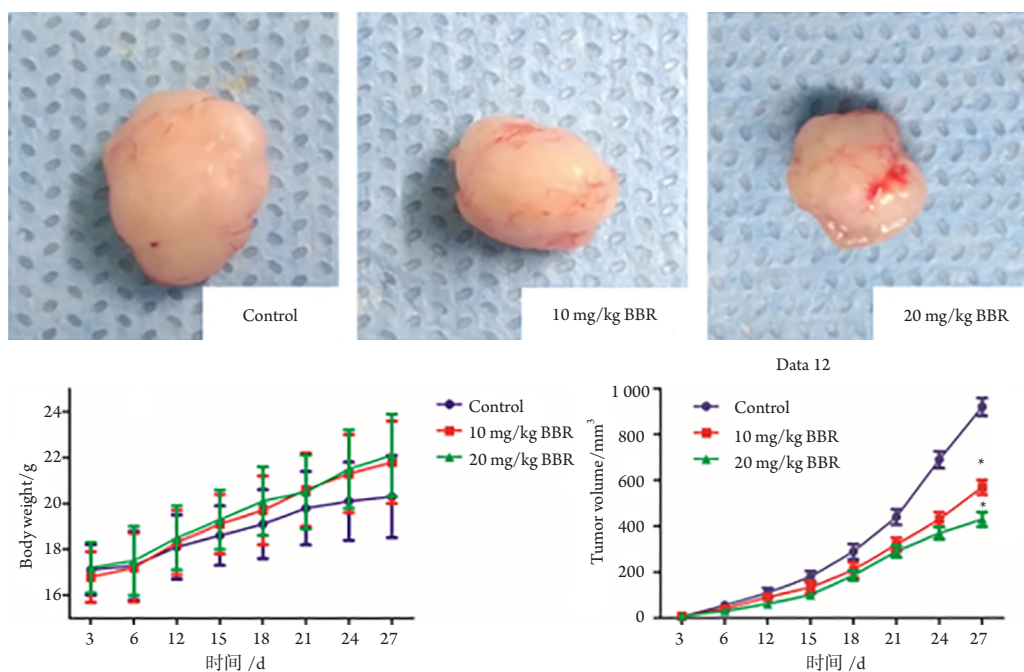 Control
10 mg/kg BBR
20 mg/kg BBR
Data 12
24
22
20
18
16
Body weight/g
3 6 12 15 18 21 24 27
时间 /d
Control
10 mg/kg BBR
20 mg/kg BBR
1 000
800
600
400
200
0
Tumor volume/mm³
3 6 12 15 18 21 24 27
时间 /d
Control
10 mg/kg BBR
20 mg/kg BBR
*
*